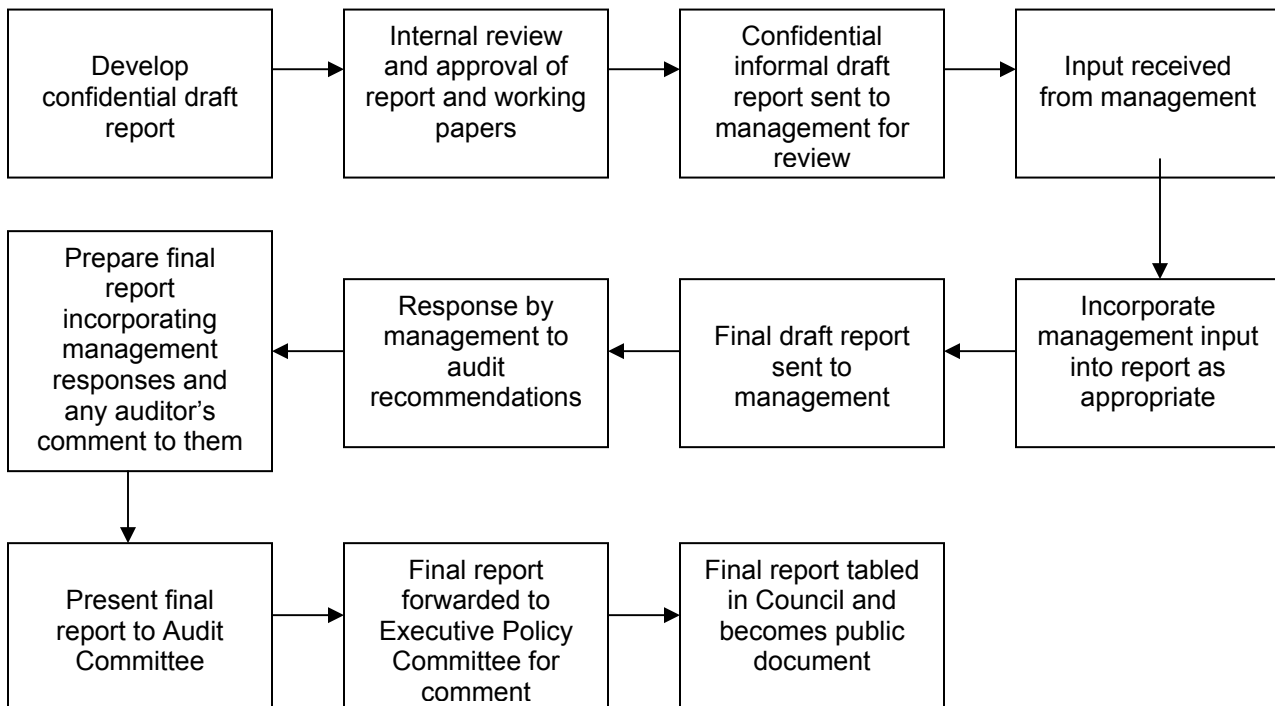 Develop
confidential draft
report
Internal review
and approval of
report and working
papers
Confidential
informal draft
report sent to
management for
review
Input received
from management
Incorporate
management input
into report as
appropriate
Final draft report
sent to
management
Response by
management to
audit
recommendations
Prepare final
report
incorporating
management
responses and
any auditor’s
comment to them
Present final
report to Audit
Committee
Final report
forwarded to
Executive Policy
Committee for
comment
Final report tabled
in Council and
becomes public
document